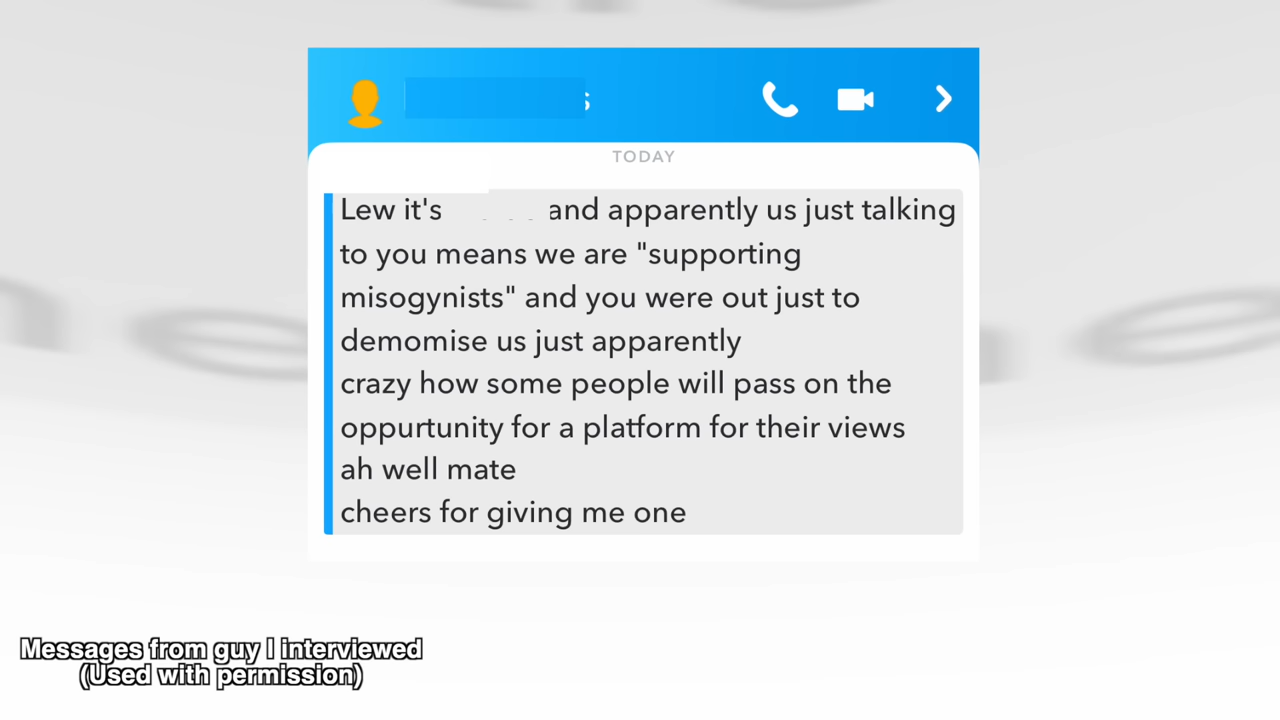 s
TODAY
Lew it's and apparently us just talking
to you means we are "supporting
misogynists" and you were out just to
demomise us just apparently
crazy how some people will pass on the
oppurtunity for a platform for their views
ah well mate
cheers for giving me one
Messages from guy I interviewed
(Used with permission)